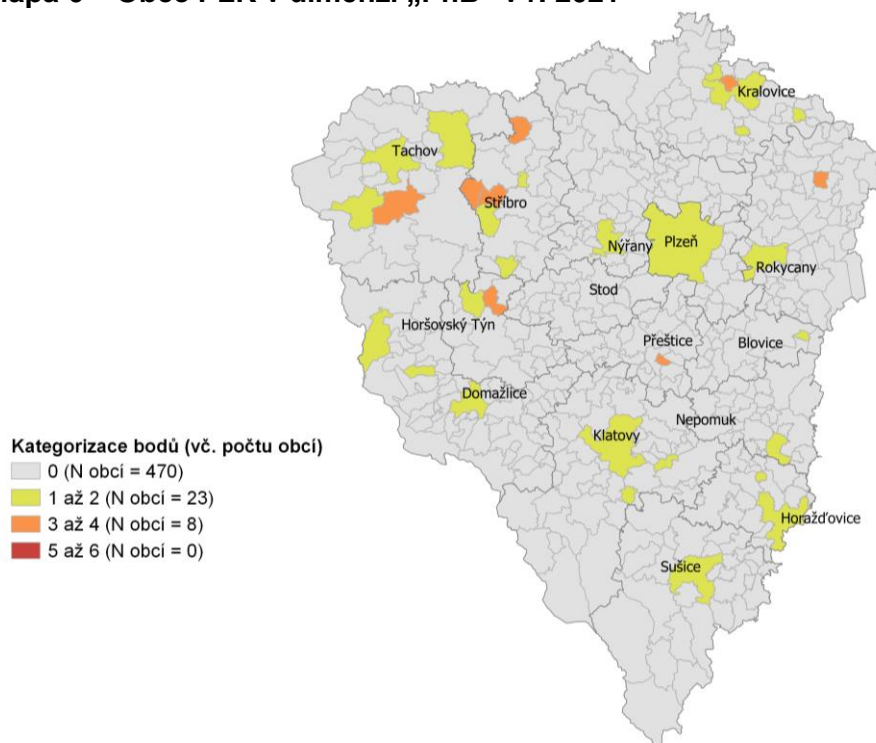 Kralovice
Tachov
Stříbro
Nýřany
Plzeň
Rokycany
Stod
Horšovský Týn
Přeštice
Blovice
Domažlice
Nepomuk
Klatovy
Horažďovice
Sušice
Kategorizace bodů (vč. počtu obcí)
0 (N obcí = 470)
1 až 2 (N obcí = 23)
3 až 4 (N obcí = 8)
5 až 6 (N obcí = 0)